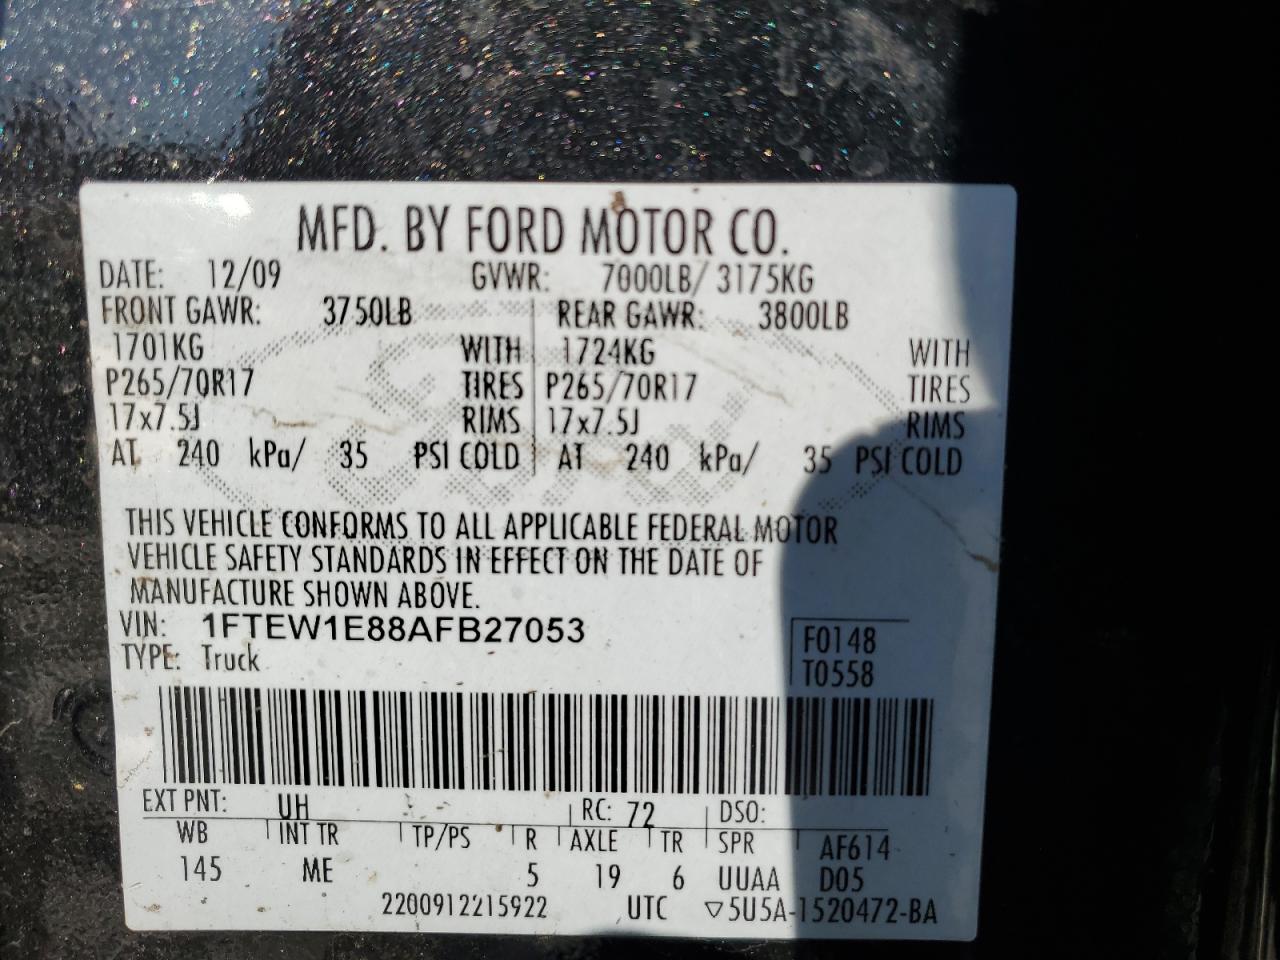 MFD. BY FORD MOTOR CO.
DATE: 12/09 GVWR: 7000LB/ 3175KG
FRONT GAWR: 3750LB REAR GAWR: 3800LB
1701KG WITH 1724KG WITH
P265/70R17 TIRES P265/70R17 TIRES
17x7.5J RIMS 17x7.5J RIMS
AT 240 kPa/ 35 PSI COLD AT 240 kPa/ 35 PSI COLD
THIS VEHICLE CONFORMS TO ALL APPLICABLE FEDERAL MOTOR
VEHICLE SAFETY STANDARDS IN EFFECT ON THE DATE OF
MANUFACTURE SHOWN ABOVE.
VIN: 1FTEW1E88AFB27053
TYPE: Truck
F0148
T0558
EXT PNT: UH RC: 72 DSO:
WB INT TR TP/PS R AXLE TR SPR AF614
145 ME 5 19 6 UUAA D05
2200912215922 UTC ▽5U5A-1520472-BA
Ford